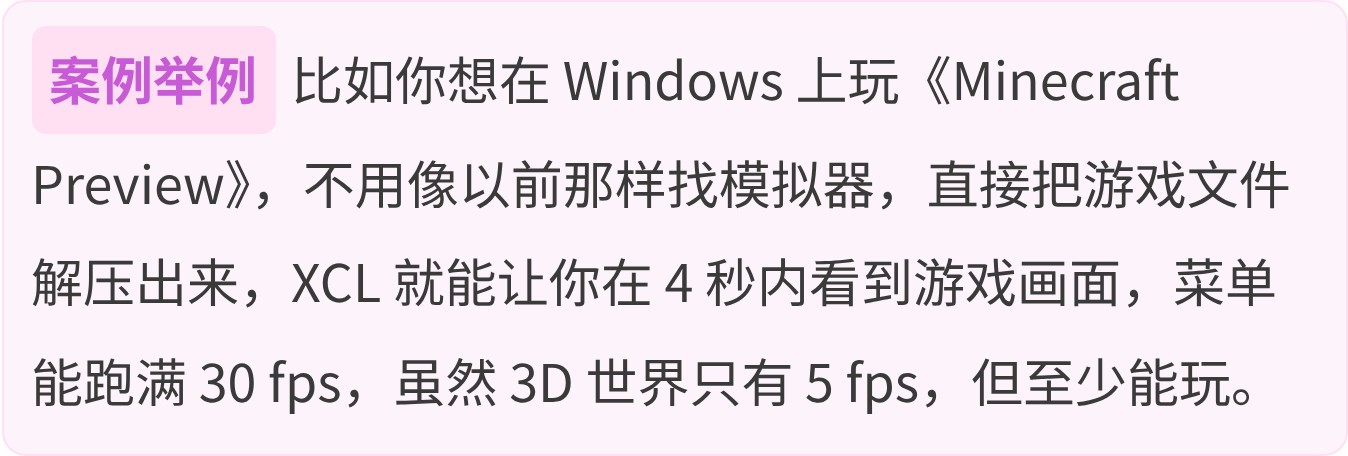 案例举例 比如你想在 Windows 上玩《Minecraft
Preview》，不用像以前那样找模拟器，直接把游戏文件
解压出来，XCL 就能让你在 4 秒内看到游戏画面，菜单
能跑满 30 fps，虽然 3D 世界只有 5 fps，但至少能玩。